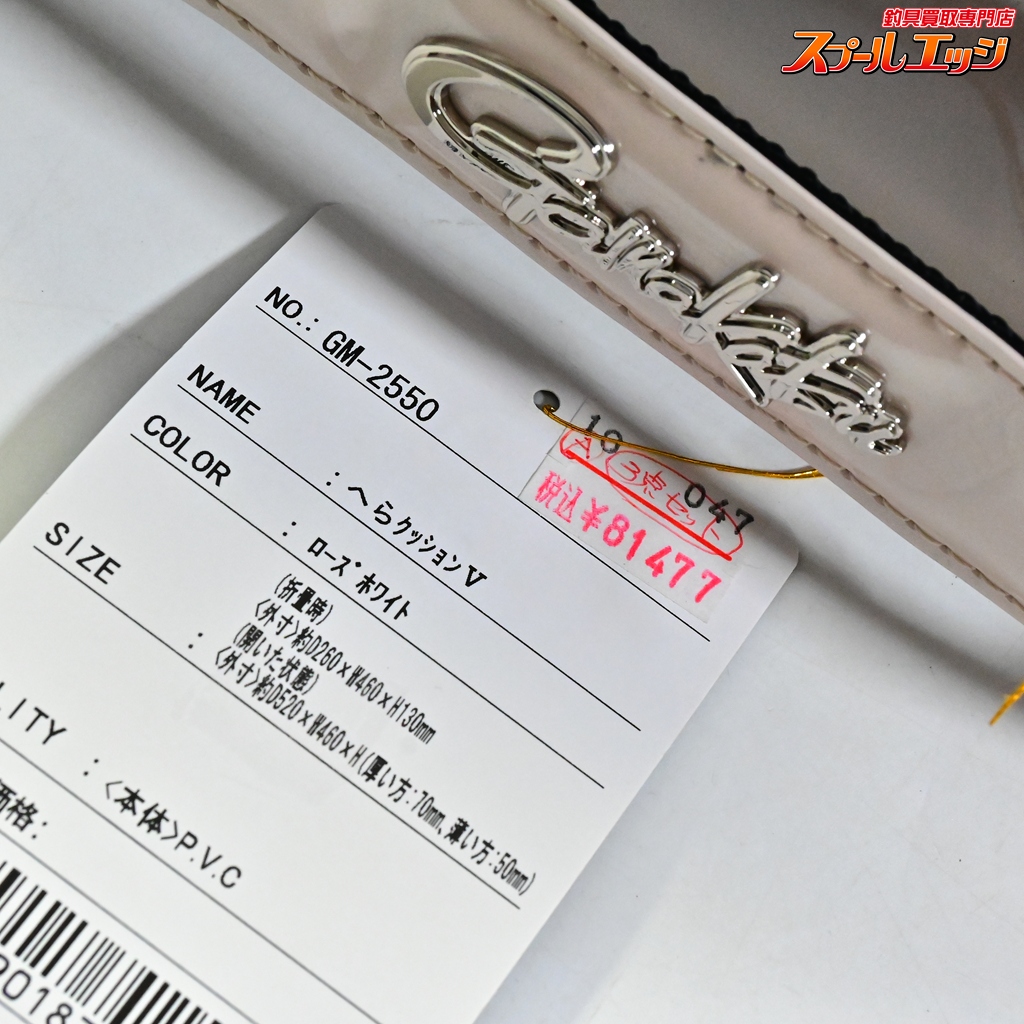 釣具買取専門店
スプールエッジ
Gamakatsu
NO.: GM-2550
10 047
A 3点セット
税込¥81477
NAME : へらクッションV
COLOR : ローズホワイト
SIZE : (折畳時)
〈外寸〉約D260×W460×H130mm
(開いた状態)
〈外寸〉約D520×W460×H(厚い方:70mm、薄い方:50mm)
LITY : 〈本体〉P.V.C
価格: